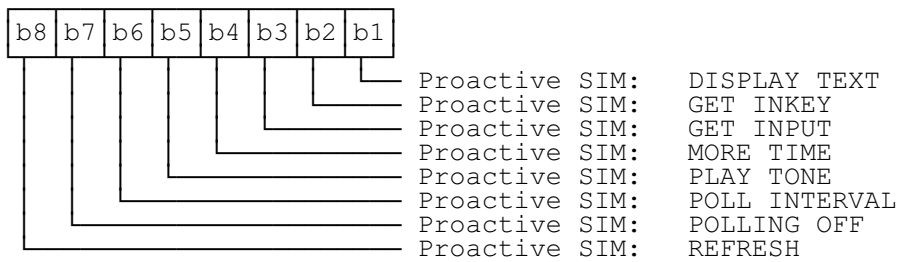 b8 b7 b6 b5 b4 b3 b2 b1
Proactive SIM: DISPLAY TEXT
Proactive SIM: GET INKEY
Proactive SIM: GET INPUT
Proactive SIM: MORE TIME
Proactive SIM: PLAY TONE
Proactive SIM: POLL INTERVAL
Proactive SIM: POLLING OFF
Proactive SIM: REFRESH